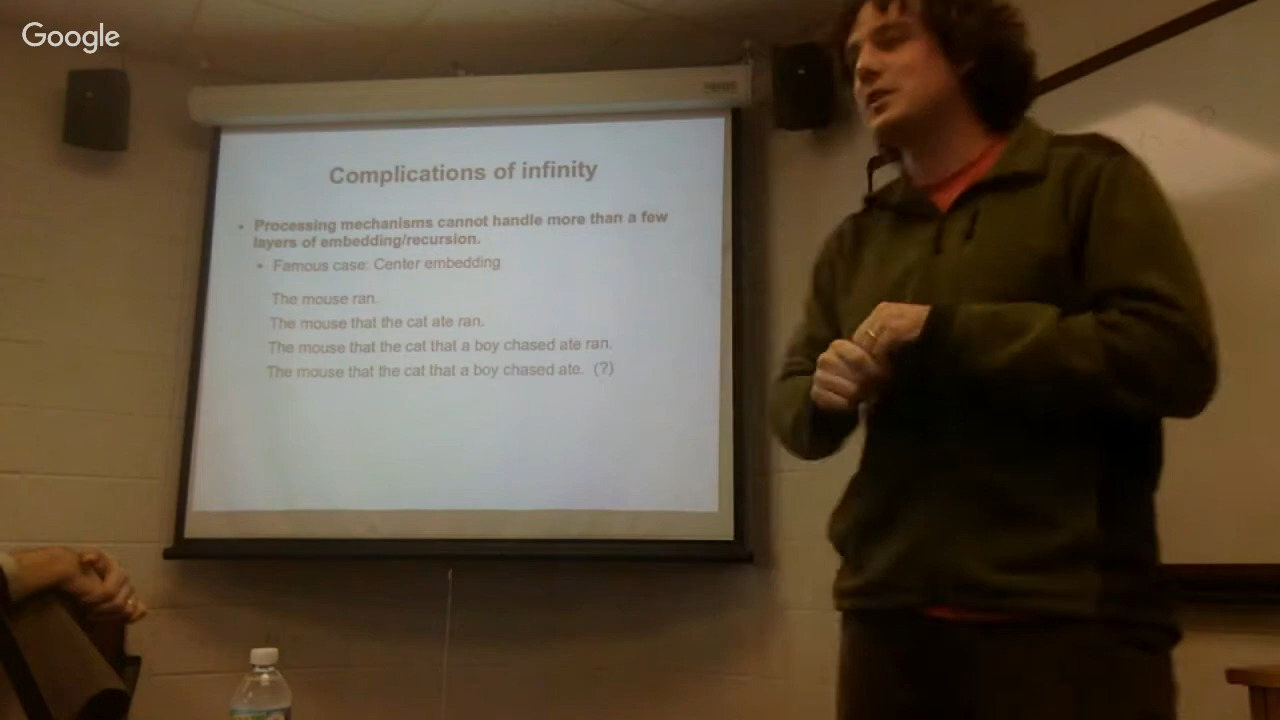 Google
Complications of infinity
• Processing mechanisms cannot handle more than a few
layers of embedding/recursion.
• Famous case: Center embedding
The mouse ran.
The mouse that the cat ate ran.
The mouse that the cat that a boy chased ate ran.
The mouse that the cat that a boy chased ate. (?)